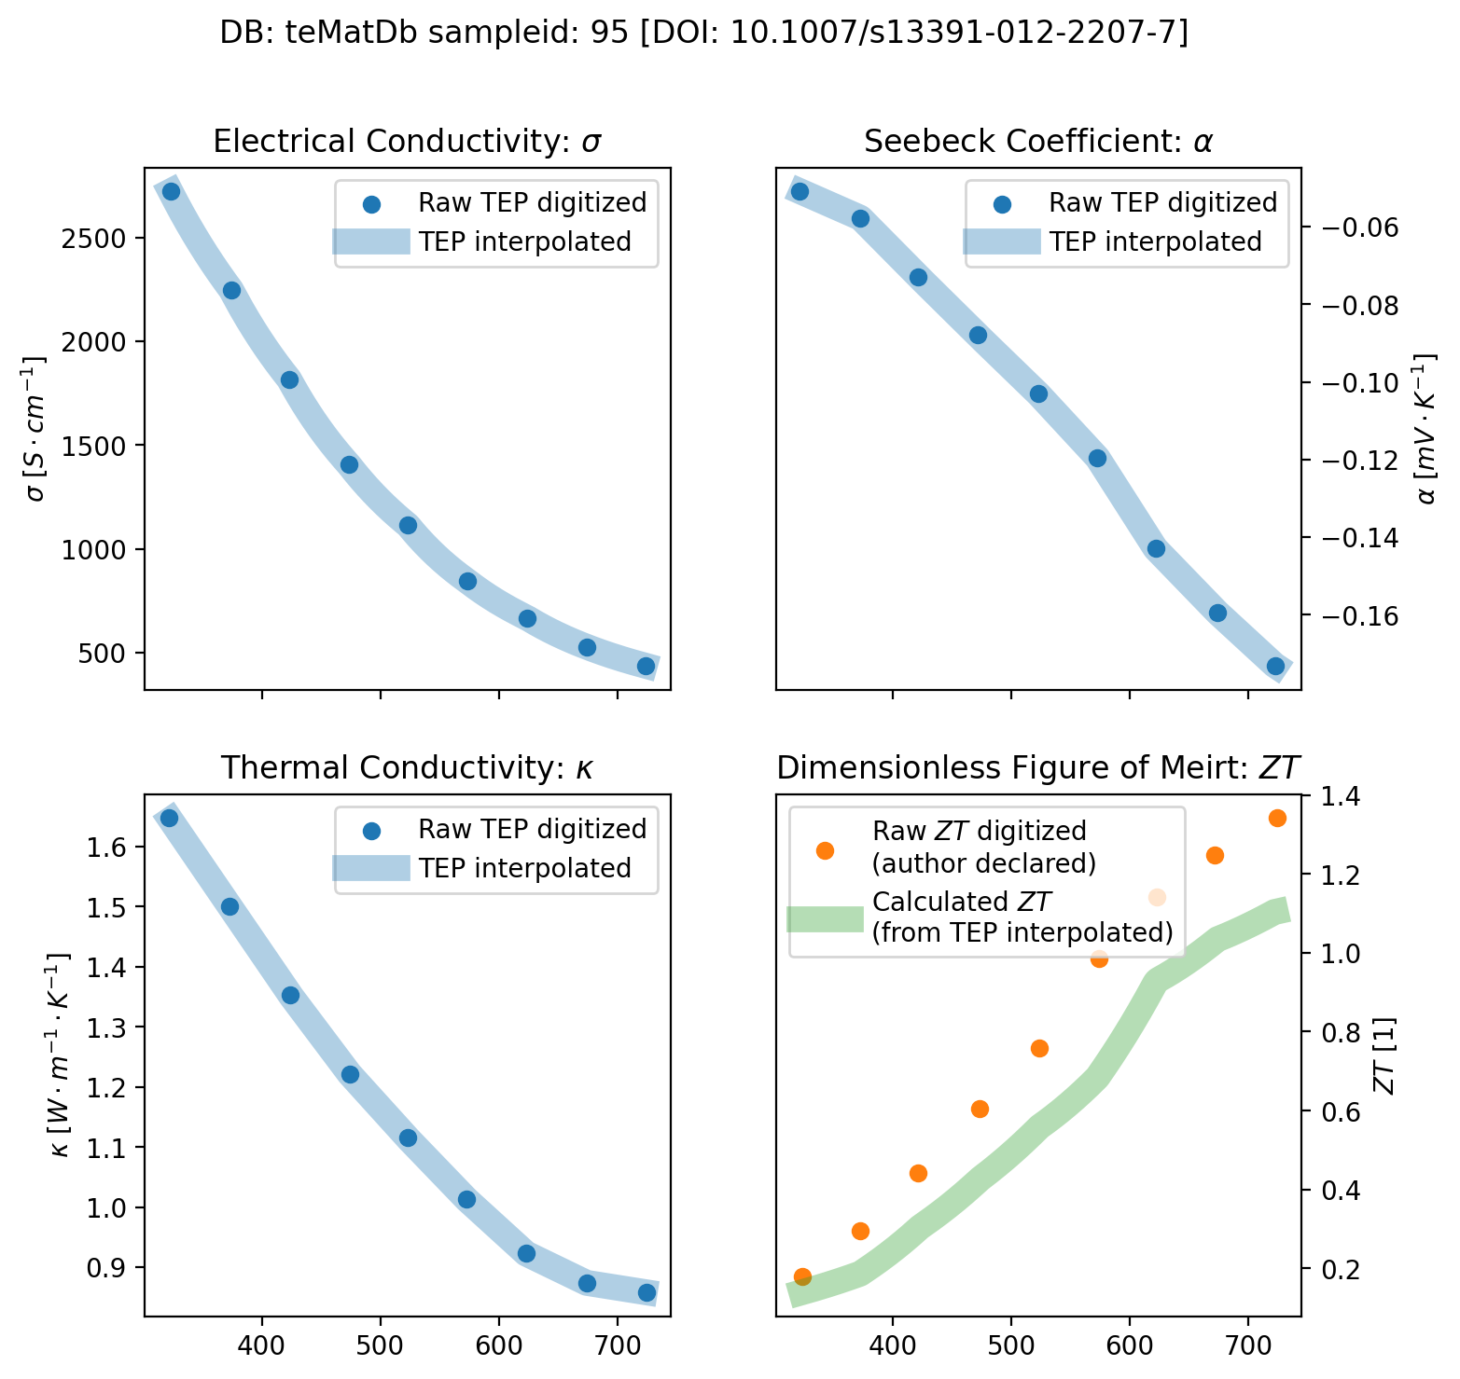 DB: teMatDb sampleid: 95 [DOI: 10.1007/s13391-012-2207-7]
Electrical Conductivity: σ
Raw TEP digitized
TEP interpolated
2500
2000
1500
1000
500
σ [S · cm⁻¹]
Seebeck Coefficient: α
Raw TEP digitized
TEP interpolated
−0.06
−0.08
−0.10
−0.12
−0.14
−0.16
α [mV · K⁻¹]
Thermal Conductivity: κ
Raw TEP digitized
TEP interpolated
1.6
1.5
1.4
1.3
1.2
1.1
1.0
0.9
κ [W · m⁻¹ · K⁻¹]
400 500 600 700
Dimensionless Figure of Meirt: ZT
Raw ZT digitized
(author declared)
Calculated ZT
(from TEP interpolated)
1.4
1.2
1.0
0.8
0.6
0.4
0.2
ZT [1]
400 500 600 700